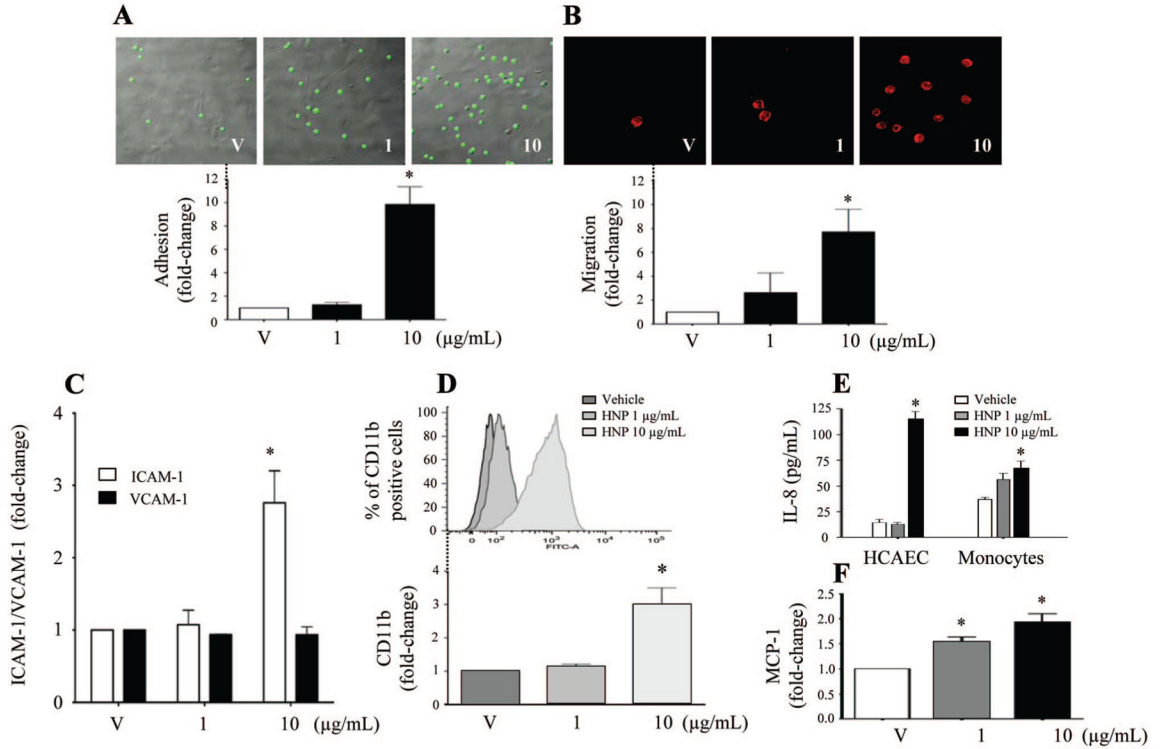 A
B
V
1
10
V
1
10
12
10
8
6
4
2
0
Adhesion
(fold-change)
*
V
1
10
(µg/mL)
12
10
8
6
4
2
0
Migration
(fold-change)
*
V
1
10
(µg/mL)
C
4
3
2
1
0
ICAM-1/VCAM-1 (fold-change)
ICAM-1
VCAM-1
*
V
1
10
(µg/mL)
D
Vehicle
HNP 1 µg/mL
HNP 10 µg/mL
% of CD11b
positive cells
100
80
60
40
20
0
0
10²
10³
10⁴
10⁵
FITC-A
4
3
2
1
0
CD11b
(fold-change)
*
V
1
10
(µg/mL)
E
Vehicle
HNP 1 µg/mL
HNP 10 µg/mL
125
100
75
50
25
0
IL-8 (pg/mL)
*
*
HCAEC
Monocytes
F
2.5
2.0
1.5
1.0
0.5
0.0
MCP-1
(fold-change)
*
*
V
1
10
(µg/mL)